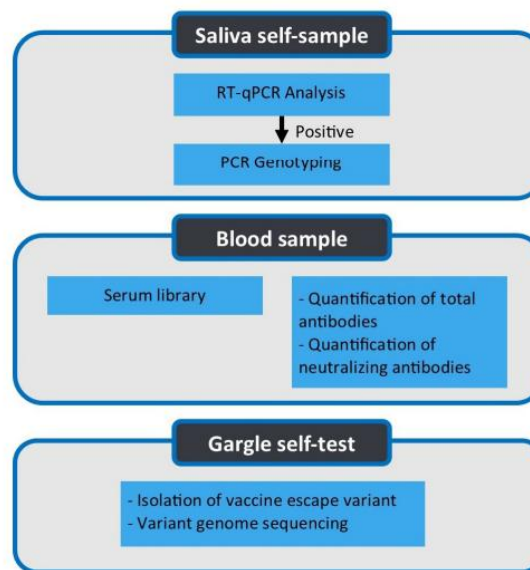 Saliva self-sample
RT-qPCR Analysis
Positive
PCR Genotyping
Blood sample
Serum library
- Quantification of total
antibodies
- Quantification of
neutralizing antibodies
Gargle self-test
- Isolation of vaccine escape variant
- Variant genome sequencing